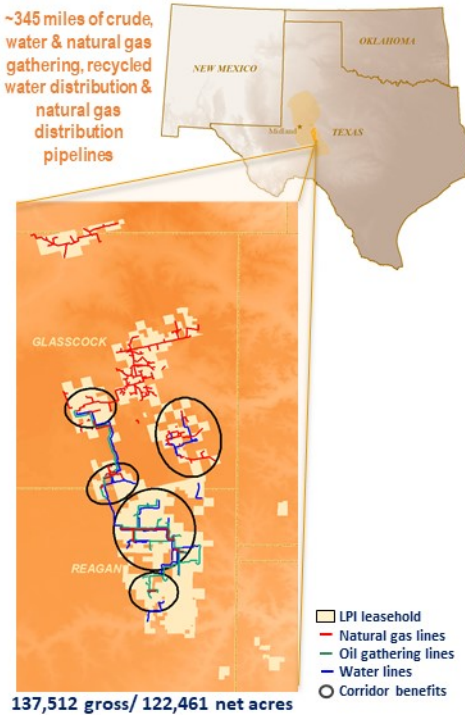 ~345 miles of crude,
water & natural gas
gathering, recycled
water distribution &
natural gas
distribution
pipelines
OKLAHOMA
NEW MEXICO
Midland
TEXAS
GLASSCOCK
REAGAN
LPI leasehold
Natural gas lines
Oil gathering lines
Water lines
Corridor benefits
137,512 gross/ 122,461 net acres